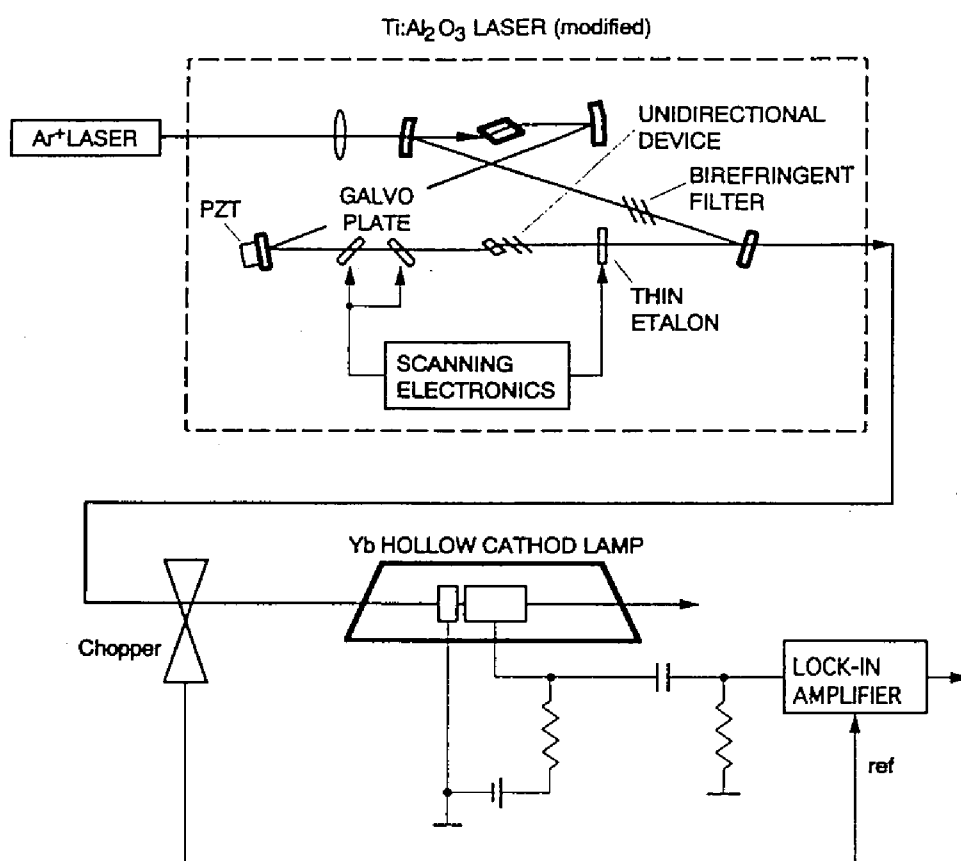 Ti:Al2O3 LASER (modified)
Ar+LASER
UNIDIRECTIONAL
DEVICE
BIREFRINGENT
FILTER
PZT
GALVO
PLATE
THIN
ETALON
SCANNING
ELECTRONICS
Yb HOLLOW CATHOD LAMP
Chopper
LOCK-IN
AMPLIFIER
ref